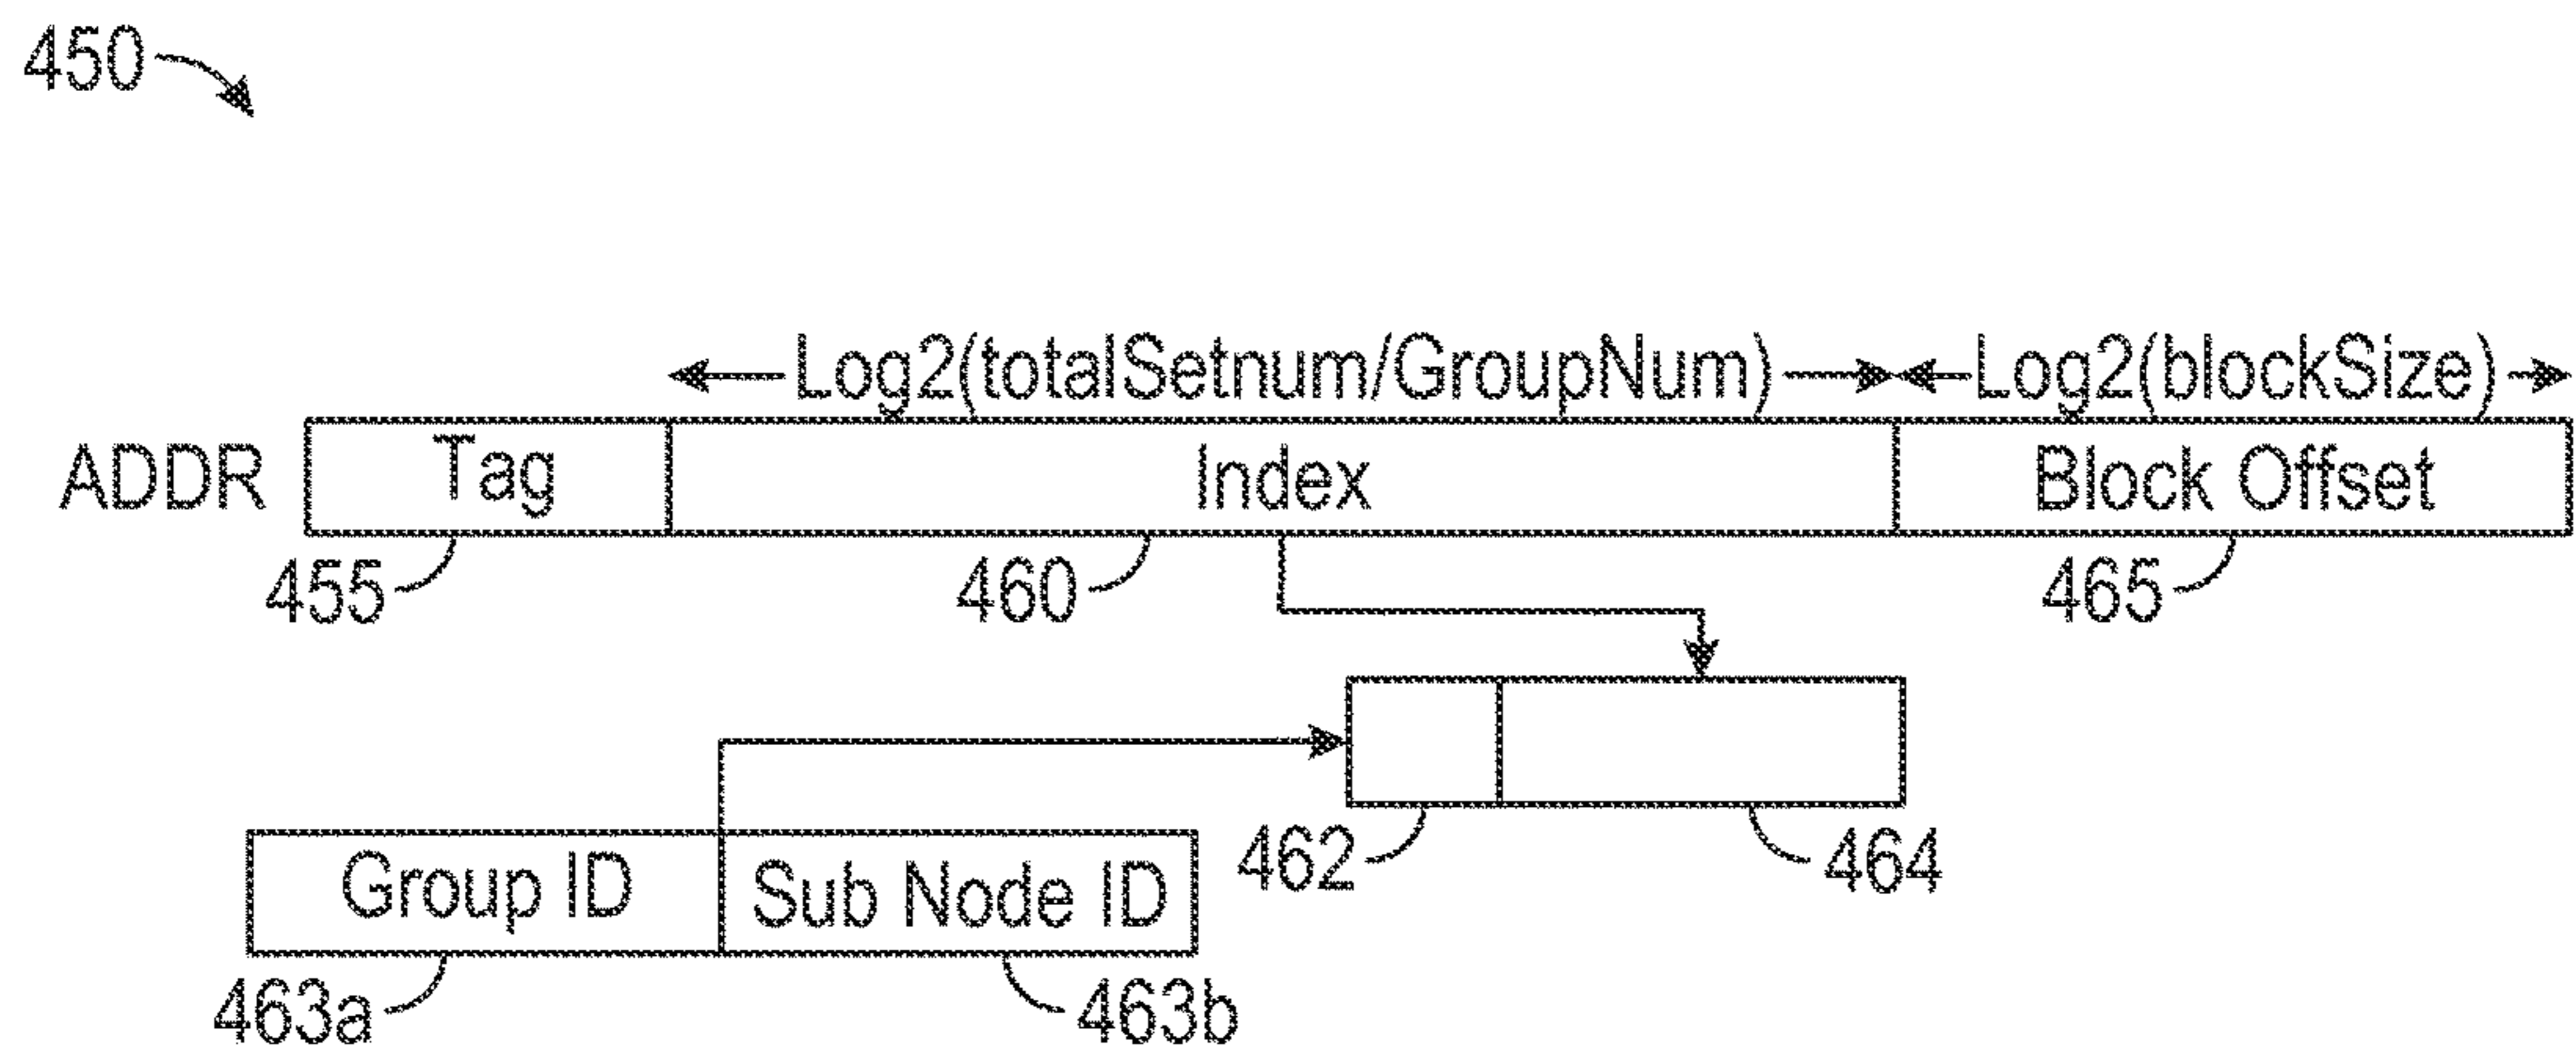 450
Log2(totalSetnum/GroupNum) Log2(blockSize)
ADDR Tag Index Block Offset
455 460 465
462 464
Group ID Sub Node ID
463a 463b